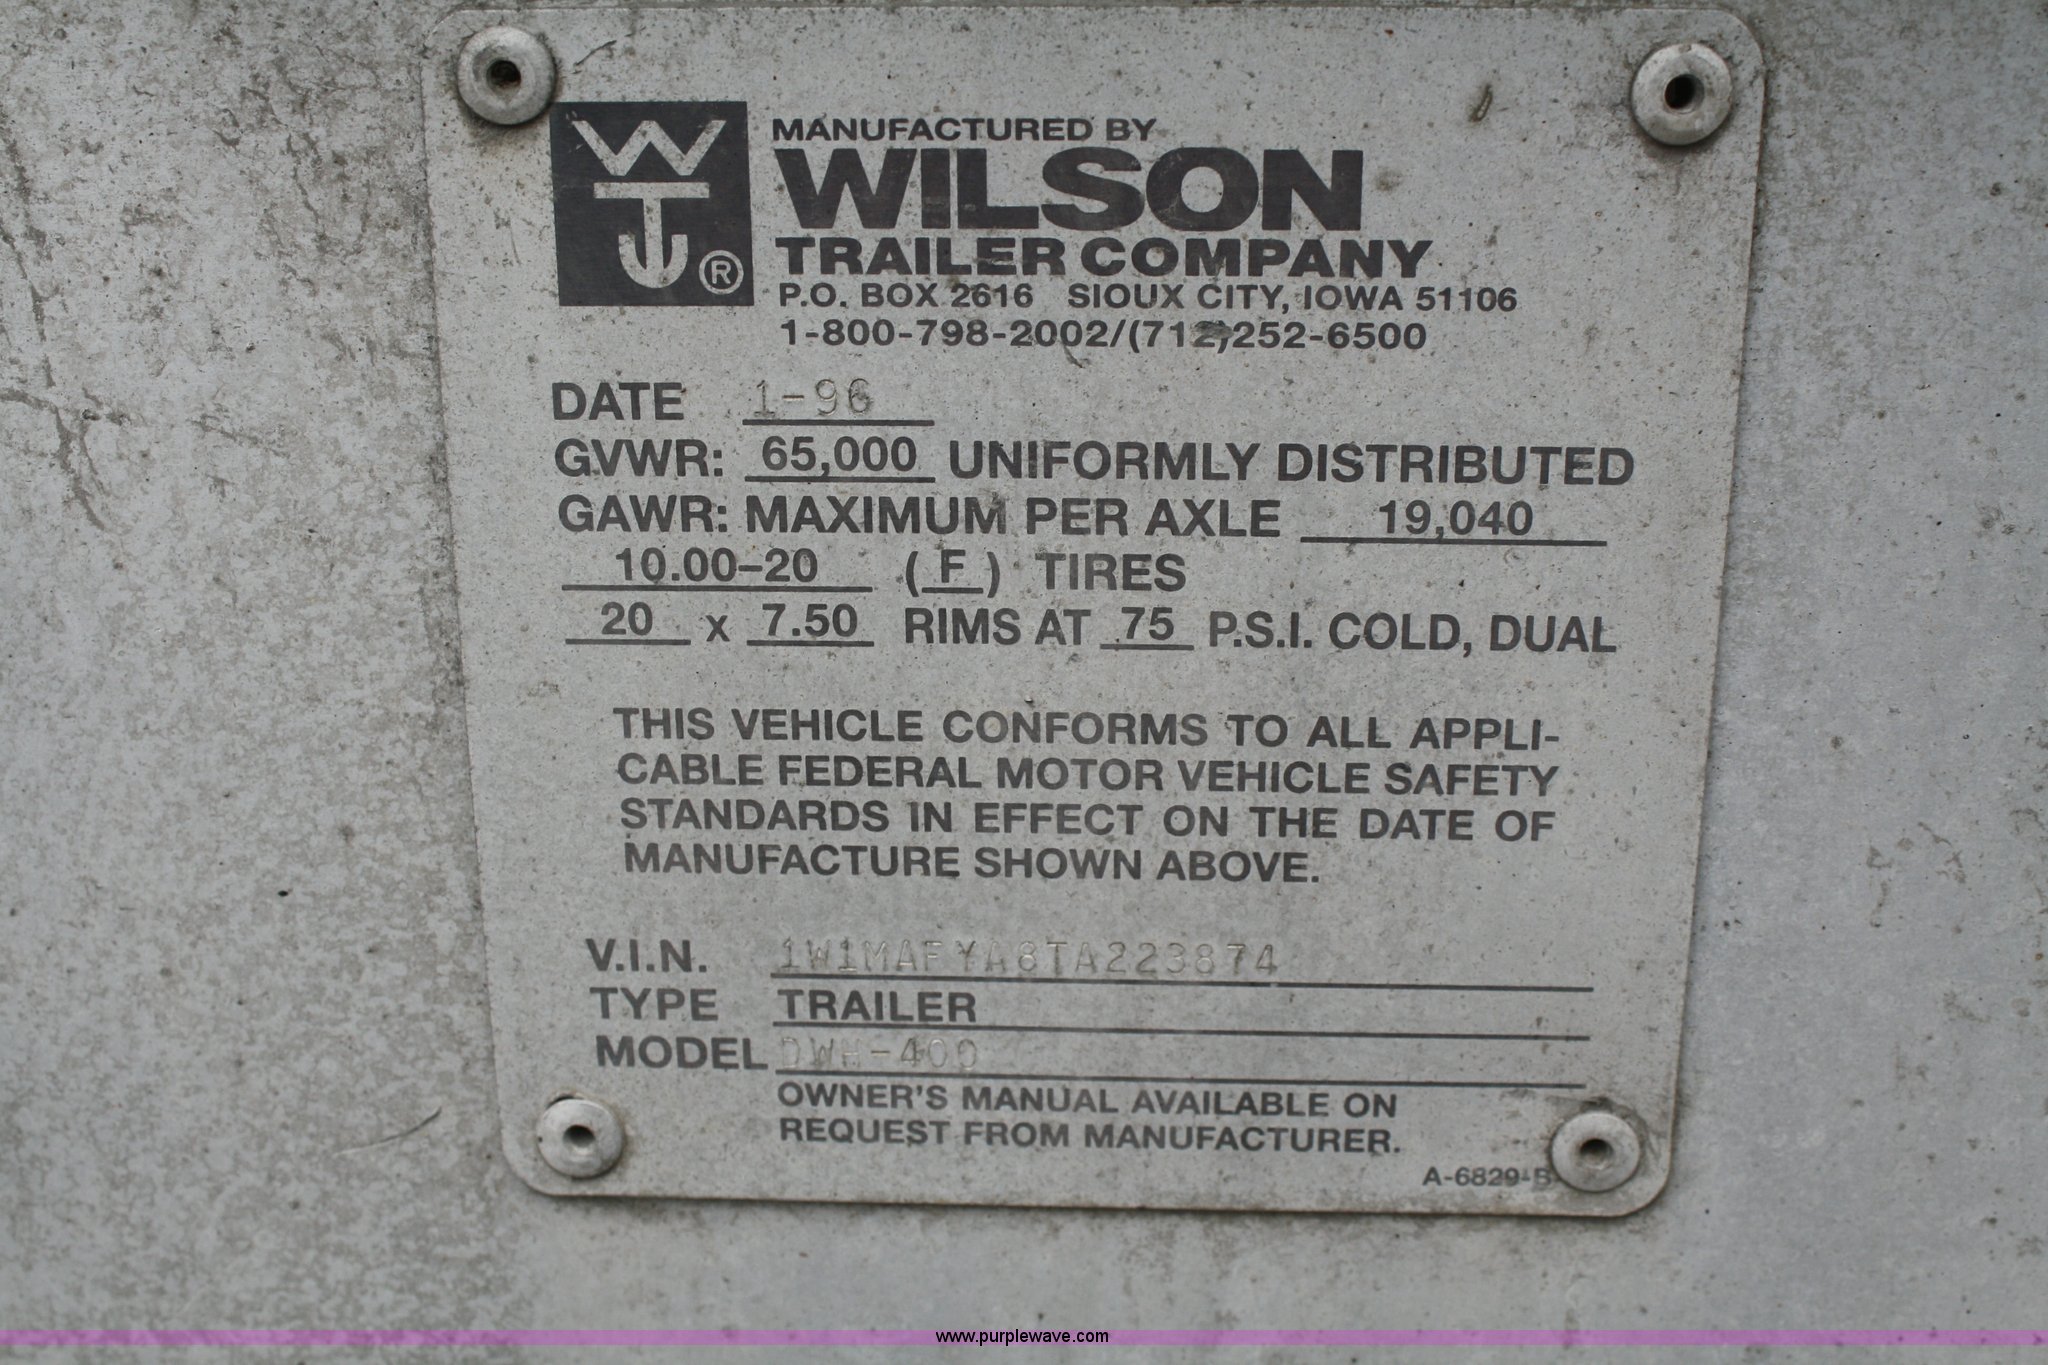 WT®
MANUFACTURED BY
WILSON
TRAILER COMPANY
P.O. BOX 2616 SIOUX CITY, IOWA 51106
1-800-798-2002/(712)252-6500
DATE 1-96
GVWR: 65,000 UNIFORMLY DISTRIBUTED
GAWR: MAXIMUM PER AXLE 19,040
10.00-20 (F) TIRES
20 x 7.50 RIMS AT 75 P.S.I. COLD, DUAL
THIS VEHICLE CONFORMS TO ALL APPLI-
CABLE FEDERAL MOTOR VEHICLE SAFETY
STANDARDS IN EFFECT ON THE DATE OF
MANUFACTURE SHOWN ABOVE.
V.I.N. 1W1MAFYA8TA223874
TYPE TRAILER
MODEL DWH-400
OWNER'S MANUAL AVAILABLE ON
REQUEST FROM MANUFACTURER.
A-6829-B
www.purplewave.com